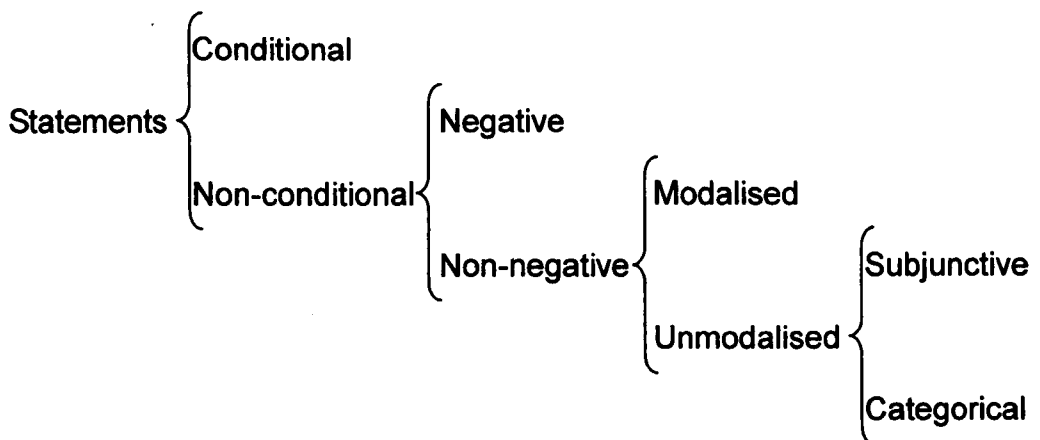 Conditional
Statements
Negative
Non-conditional
Modalised
Non-negative
Subjunctive
Unmodalised
Categorical